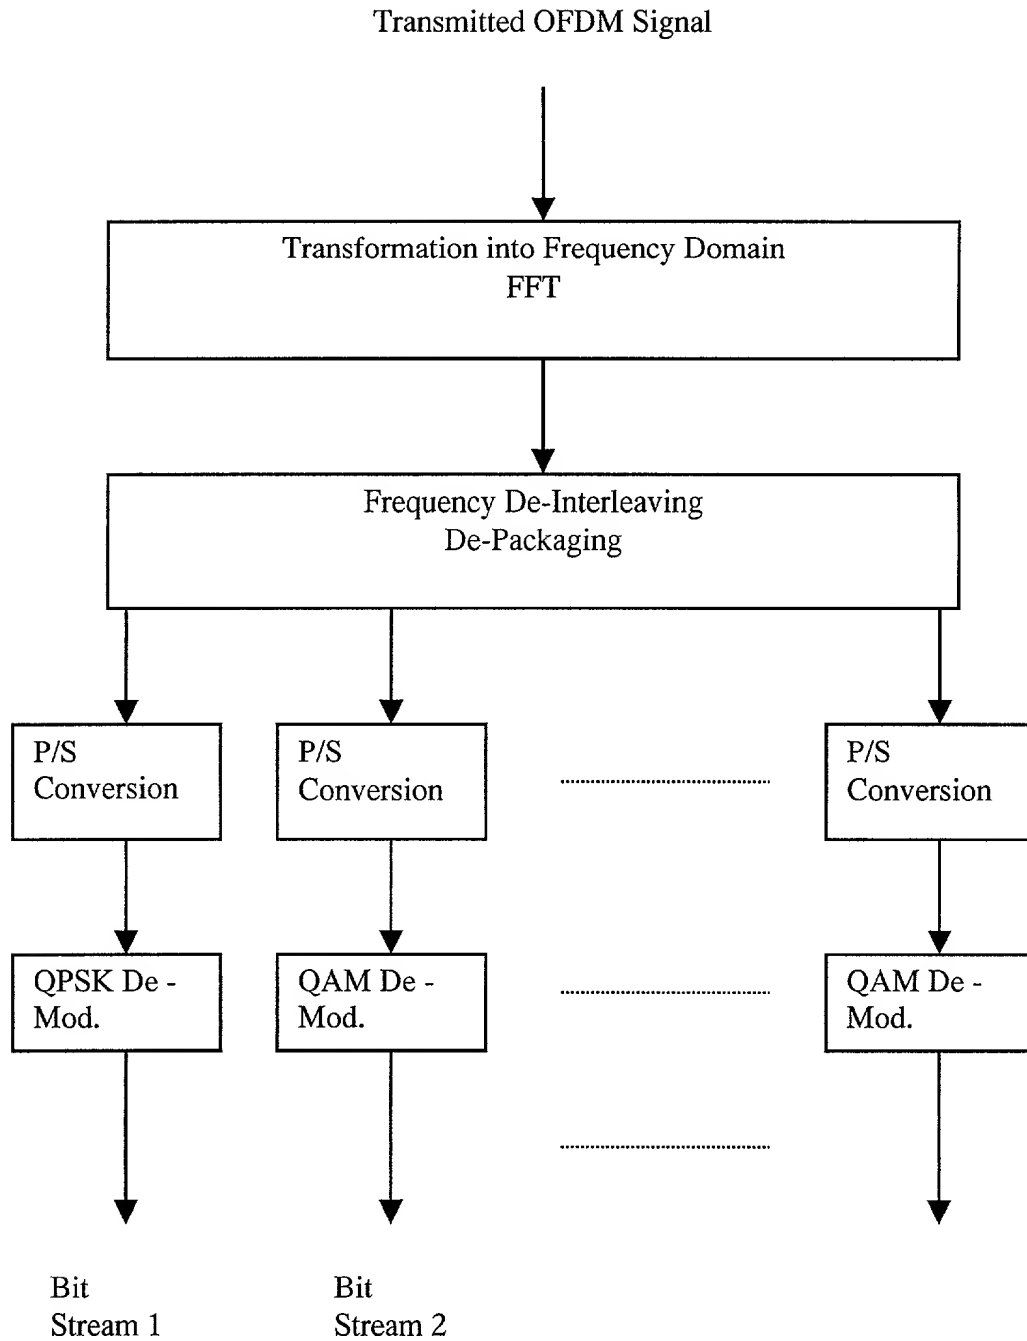 Transmitted OFDM Signal
Transformation into Frequency Domain
FFT
Frequency De-Interleaving
De-Packaging
P/S
Conversion
P/S
Conversion
P/S
Conversion
QPSK De -
Mod.
QAM De -
Mod.
QAM De -
Mod.
Bit
Stream 1
Bit
Stream 2